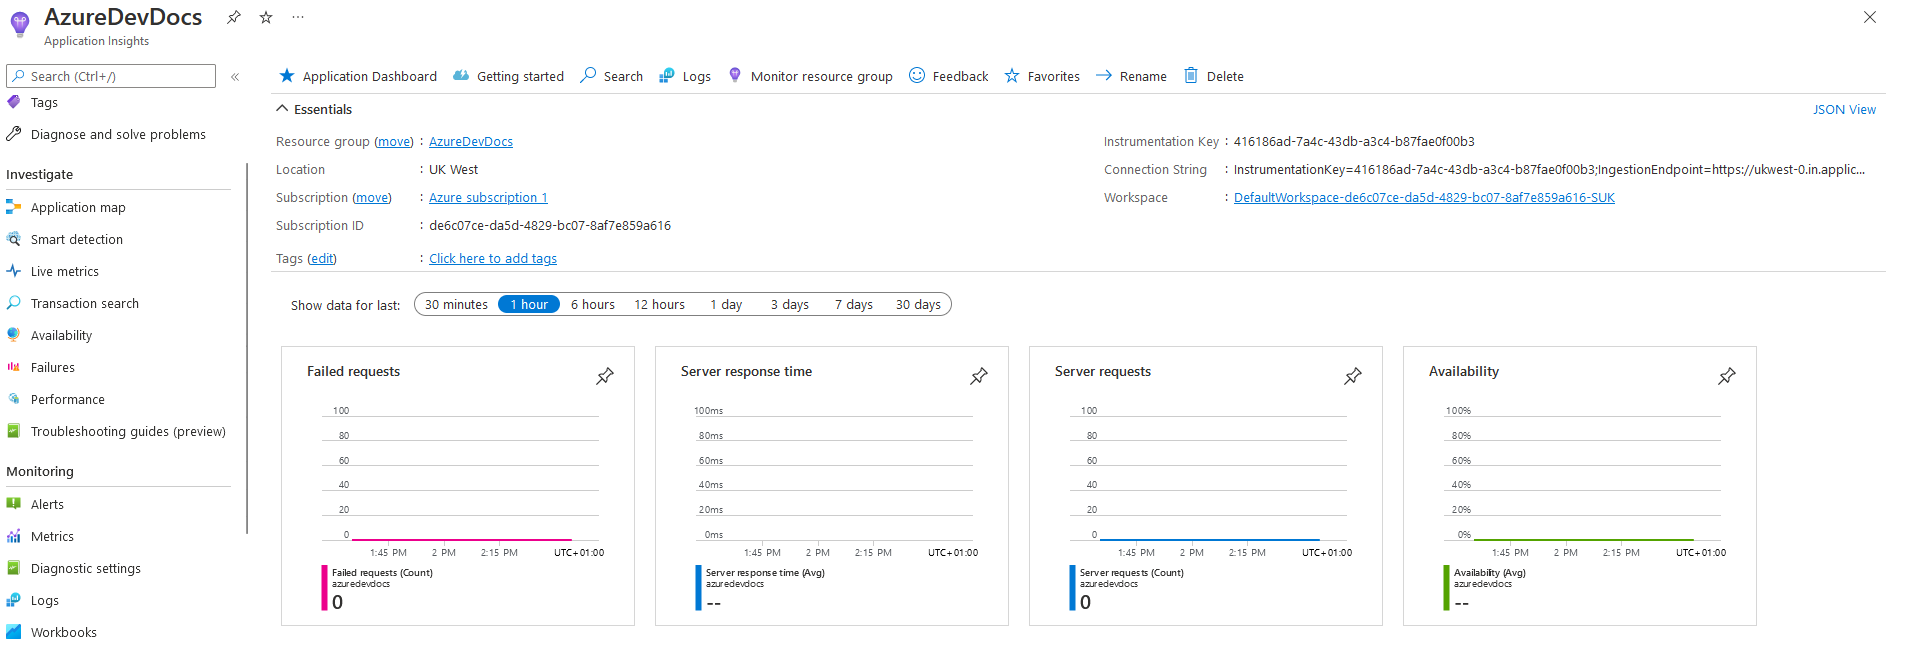 AzureDevDocs
Application Insights
Search (Ctrl+/)
«
Tags
Diagnose and solve problems
Investigate
Application map
Smart detection
Live metrics
Transaction search
Availability
Failures
Performance
Troubleshooting guides (preview)
Monitoring
Alerts
Metrics
Diagnostic settings
Logs
Workbooks
Application Dashboard Getting started Search Logs Monitor resource group Feedback Favorites Rename Delete
Essentials JSON View
Resource group (move) : AzureDevDocs
Location : UK West
Subscription (move) : Azure subscription 1
Subscription ID : de6c07ce-da5d-4829-bc07-8af7e859a616
Tags (edit) : Click here to add tags
Instrumentation Key : 416186ad-7a4c-43db-a3c4-b87fae0f00b3
Connection String : InstrumentationKey=416186ad-7a4c-43db-a3c4-b87fae0f00b3;IngestionEndpoint=https://ukwest-0.in.applic...
Workspace : DefaultWorkspace-de6c07ce-da5d-4829-bc07-8af7e859a616-SUK
Show data for last: 30 minutes 1 hour 6 hours 12 hours 1 day 3 days 7 days 30 days
Failed requests
100
80
60
40
20
0
1:45 PM 2 PM 2:15 PM UTC+01:00
Failed requests (Count)
azuredevdocs
0
Server response time
100ms
80ms
60ms
40ms
20ms
0ms
1:45 PM 2 PM 2:15 PM UTC+01:00
Server response time (Avg)
azuredevdocs
--
Server requests
100
80
60
40
20
0
1:45 PM 2 PM 2:15 PM UTC+01:00
Server requests (Count)
azuredevdocs
0
Availability
100%
80%
60%
40%
20%
0%
1:45 PM 2 PM 2:15 PM UTC+01:00
Availability (Avg)
azuredevdocs
--